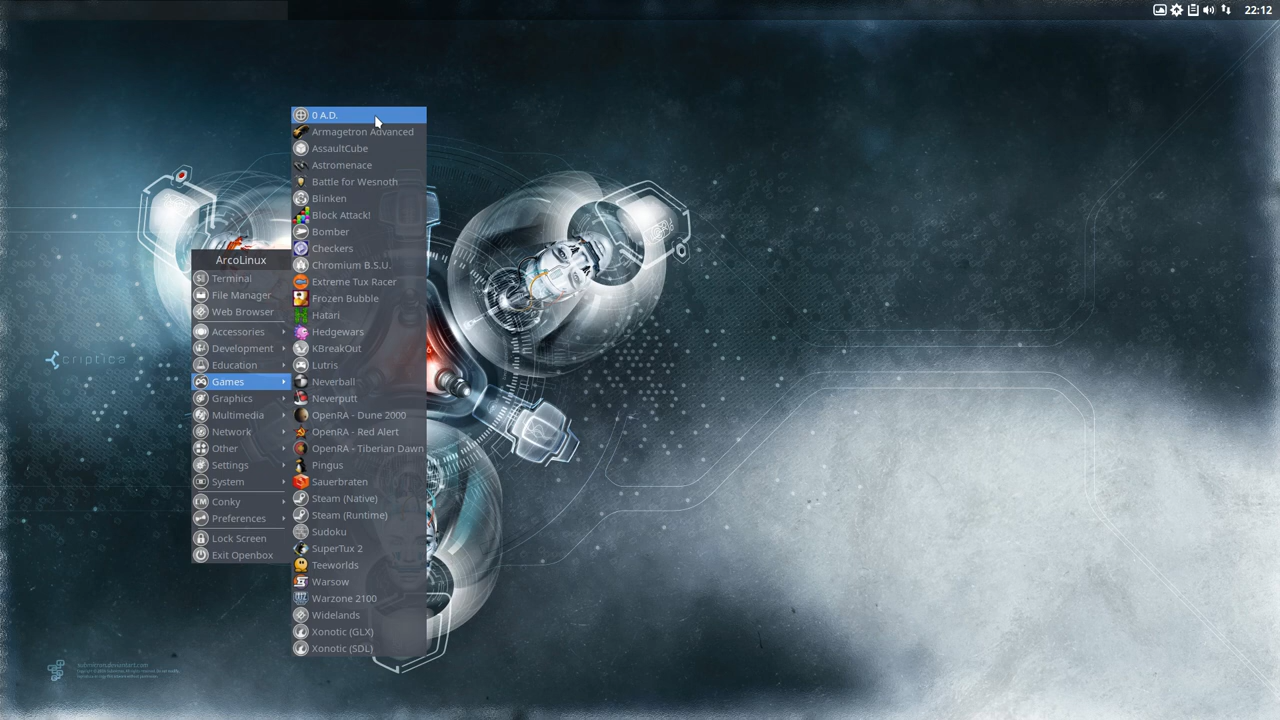 22:12
ArcoLinux
Terminal
File Manager
Web Browser
Accessories
Development
Education
Games
Graphics
Multimedia
Network
Other
Settings
System
Conky
Preferences
Lock Screen
Exit Openbox
0 A.D.
Armagetron Advanced
AssaultCube
Astromenace
Battle for Wesnoth
Blinken
Block Attack!
Bomber
Checkers
Chromium B.S.U.
Extreme Tux Racer
Frozen Bubble
Hatari
Hedgewars
KBreakOut
Lutris
Neverball
Neverputt
OpenRA - Dune 2000
OpenRA - Red Alert
OpenRA - Tiberian Dawn
Pingus
Sauerbraten
Steam (Native)
Steam (Runtime)
Sudoku
SuperTux 2
Teeworlds
Warsow
Warzone 2100
Widelands
Xonotic (GLX)
Xonotic (SDL)
criptica